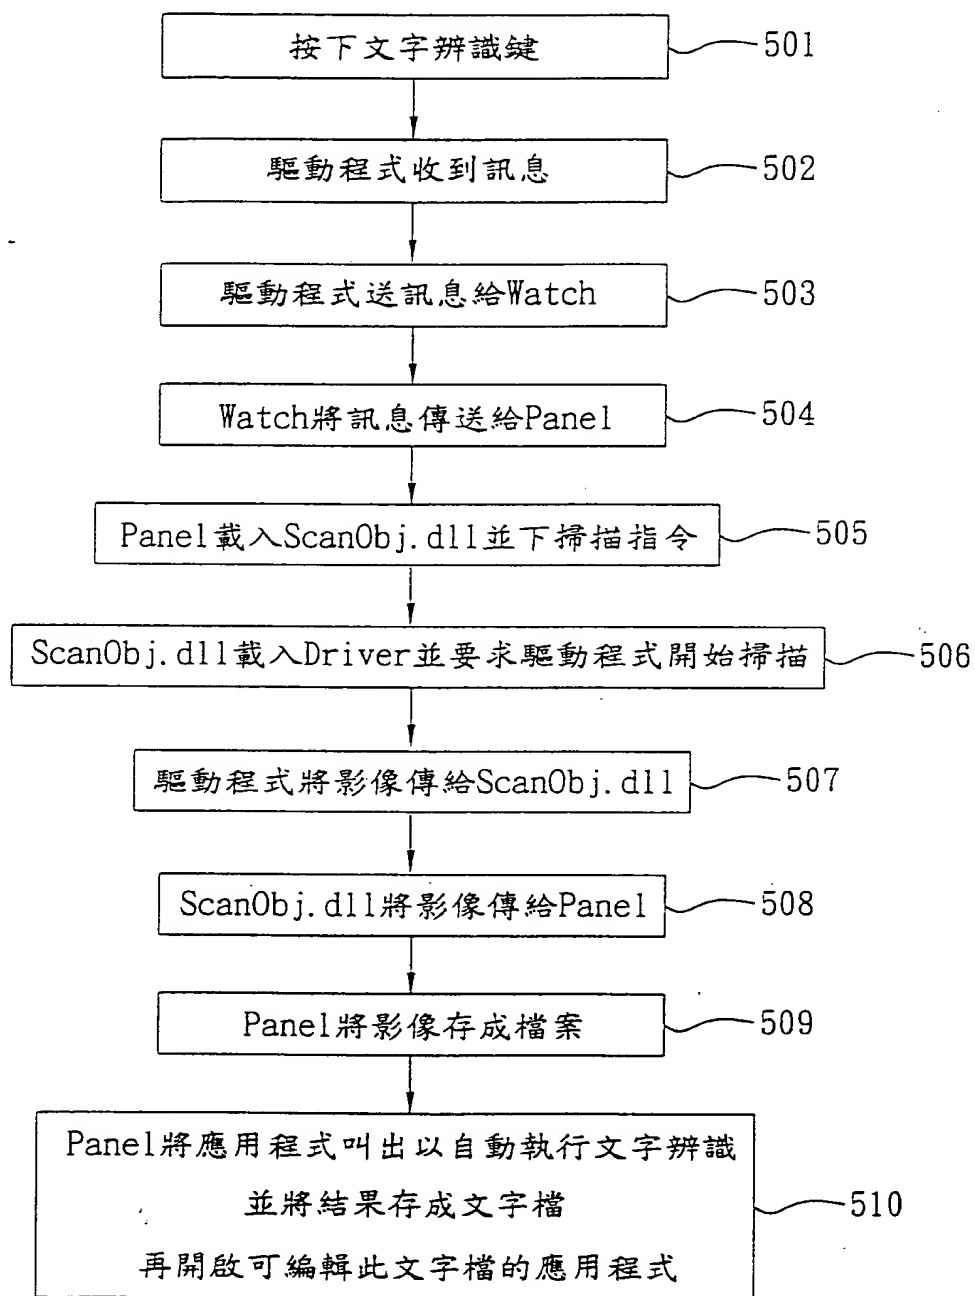 按下文字辨識鍵
501
驅動程式收到訊息
502
驅動程式送訊息給Watch
503
Watch將訊息傳送給Panel
504
Panel載入ScanObj.dll並下掃描指令
505
ScanObj.dll載入Driver並要求驅動程式開始掃描
506
驅動程式將影像傳給ScanObj.dll
507
ScanObj.dll將影像傳給Panel
508
Panel將影像存成檔案
509
Panel將應用程式叫出以自動執行文字辨識
並將結果存成文字檔
510
再開啟可編輯此文字檔的應用程式